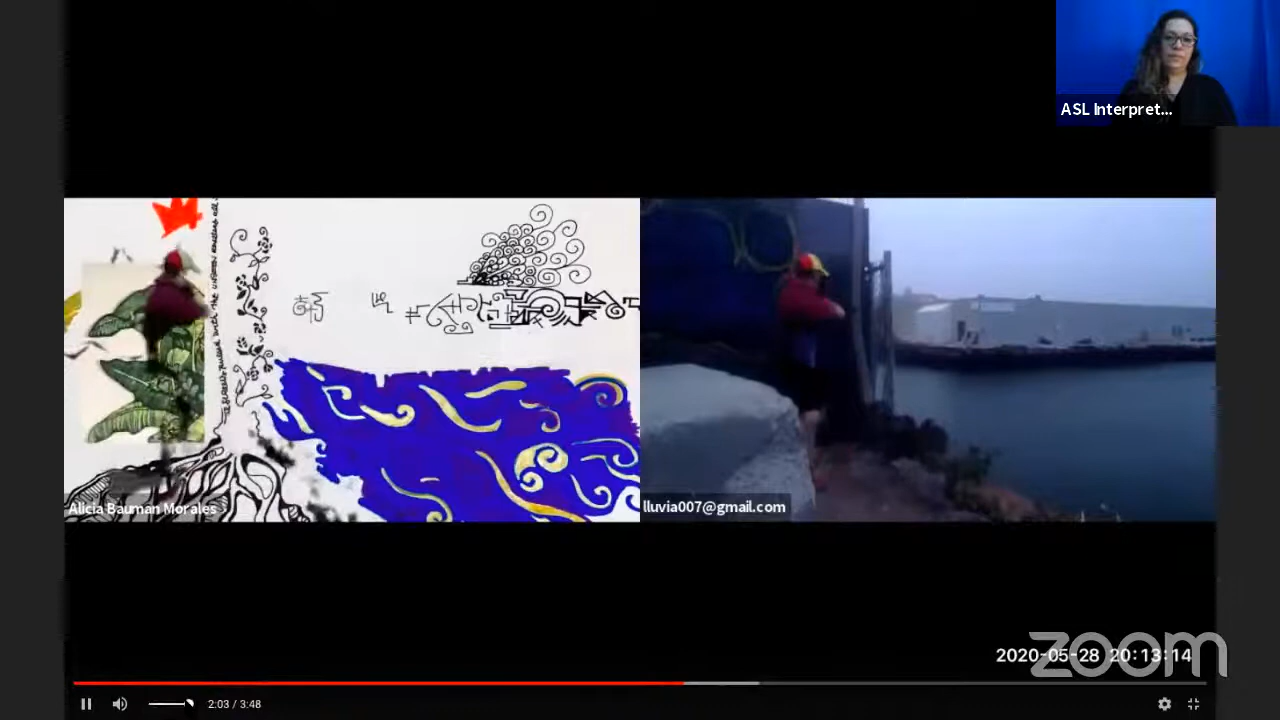 ASL Interpret...
Alicia Bauman Morales
lluvia007@gmail.com
2020-05-28 20:13:14
zoom
2:03 / 3:48